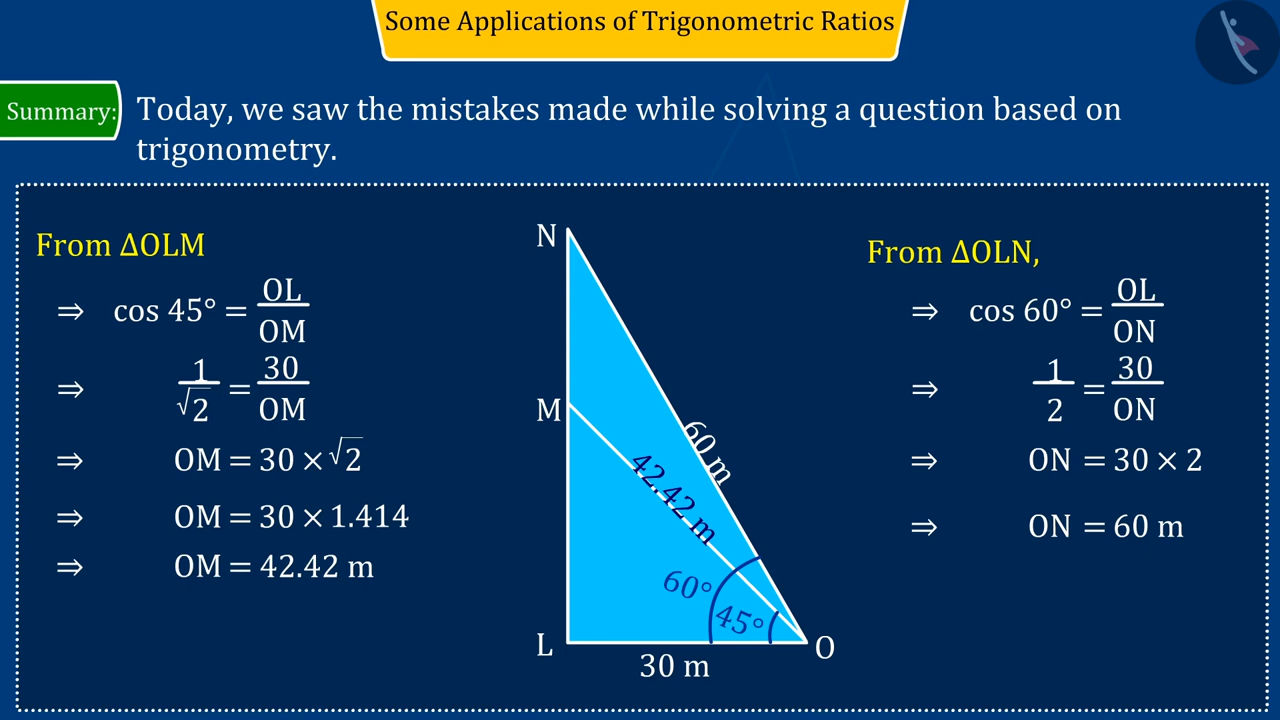 Some Applications of Trigonometric Ratios
Summary:
Today, we saw the mistakes made while solving a question based on
trigonometry.
From ΔOLM
⇒ cos 45° = OL/OM
⇒ 1/√2 = 30/OM
⇒ OM = 30 × √2
⇒ OM = 30 × 1.414
⇒ OM = 42.42 m
N
M
L
O
60 m
42.42 m
60°
45°
30 m
From ΔOLN,
⇒ cos 60° = OL/ON
⇒ 1/2 = 30/ON
⇒ ON = 30 × 2
⇒ ON = 60 m